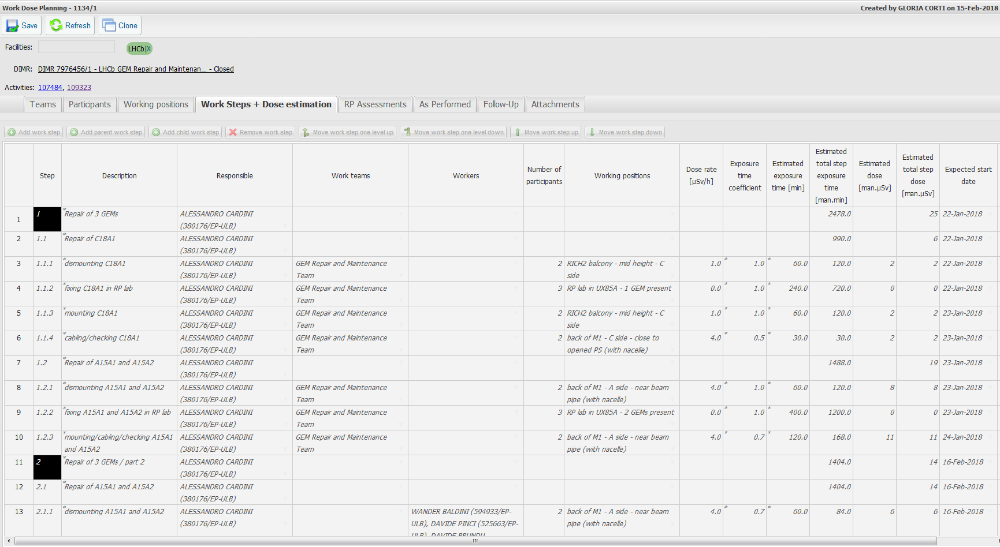 Work Dose Planning - 1134/1 Created by GLORIA CORTI on 15-Feb-2018
Save Refresh Clone
Facilities: LHCb|X
DIMR: DIMR 7976456/1 - LHCb GEM Repair and Maintenan... - Closed
Activities: 107484, 109323
Teams Participants Working positions Work Steps + Dose estimation RP Assessments As Performed Follow-Up Attachments
Add work step Add parent work step Add child work step Remove work step Move work step one level up Move work step one level down Move work step up Move work step down
Step Description Responsible Work teams Workers Number of participants Working positions Dose rate [µSv/h] Exposure time coefficient Estimated exposure time [min] Estimated total step exposure time [man.min] Estimated dose [man.µSv] Estimated total step dose [man.µSv] Expected start date
1 1 *Repair of 3 GEMs ALESSANDRO CARDINI (380176/EP-ULB) 2478.0 25 22-Jan-2018
2 1.1 *Repair of C18A1 ALESSANDRO CARDINI (380176/EP-ULB) 990.0 6 22-Jan-2018
3 1.1.1 *dismounting C18A1 ALESSANDRO CARDINI (380176/EP-ULB) GEM Repair and Maintenance Team 2 RICH2 balcony - mid height - C side 1.0 * 1.0 * 60.0 120.0 2 2 22-Jan-2018
4 1.1.2 *fixing C18A1 in RP lab ALESSANDRO CARDINI (380176/EP-ULB) GEM Repair and Maintenance Team 3 RP lab in UX85A - 1 GEM present 0.0 * 1.0 * 240.0 720.0 0 0 22-Jan-2018
5 1.1.3 *mounting C18A1 ALESSANDRO CARDINI (380176/EP-ULB) GEM Repair and Maintenance Team 2 RICH2 balcony - mid height - C side 1.0 * 1.0 * 60.0 120.0 2 2 23-Jan-2018
6 1.1.4 *cabling/checking C18A1 ALESSANDRO CARDINI (380176/EP-ULB) GEM Repair and Maintenance Team 2 back of M1 - C side - close to opened PS (with nacelle) 4.0 * 0.5 * 30.0 30.0 2 2 23-Jan-2018
7 1.2 *Repair of A15A1 and A15A2 ALESSANDRO CARDINI (380176/EP-ULB) 1488.0 19 23-Jan-2018
8 1.2.1 *dismounting A15A1 and A15A2 ALESSANDRO CARDINI (380176/EP-ULB) GEM Repair and Maintenance Team 2 back of M1 - A side - near beam pipe (with nacelle) 4.0 * 1.0 * 60.0 120.0 8 8 23-Jan-2018
9 1.2.2 *fixing A15A1 and A15A2 in RP lab ALESSANDRO CARDINI (380176/EP-ULB) GEM Repair and Maintenance Team 3 RP lab in UX85A - 2 GEMs present 0.0 * 1.0 * 400.0 1200.0 0 0 23-Jan-2018
10 1.2.3 *mounting/cabling/checking A15A1 and A15A2 ALESSANDRO CARDINI (380176/EP-ULB) GEM Repair and Maintenance Team 2 back of M1 - A side - near beam pipe (with nacelle) 4.0 * 0.7 * 120.0 168.0 11 11 24-Jan-2018
11 2 *Repair of 3 GEMs / part 2 ALESSANDRO CARDINI (380176/EP-ULB) 1404.0 14 16-Feb-2018
12 2.1 *Repair of A15A1 and A15A2 ALESSANDRO CARDINI (380176/EP-ULB) 1404.0 14 16-Feb-2018
13 2.1.1 *dismounting A15A1 and A15A2 ALESSANDRO CARDINI (380176/EP-ULB) WANDER BALDINI (594933/EP-ULB), DAVIDE PINCI (525663/EP-ULB), DAVIDE BRUNDU 2 back of M1 - A side - near beam pipe (with nacelle) 4.0 * 0.7 * 60.0 84.0 6 6 16-Feb-2018